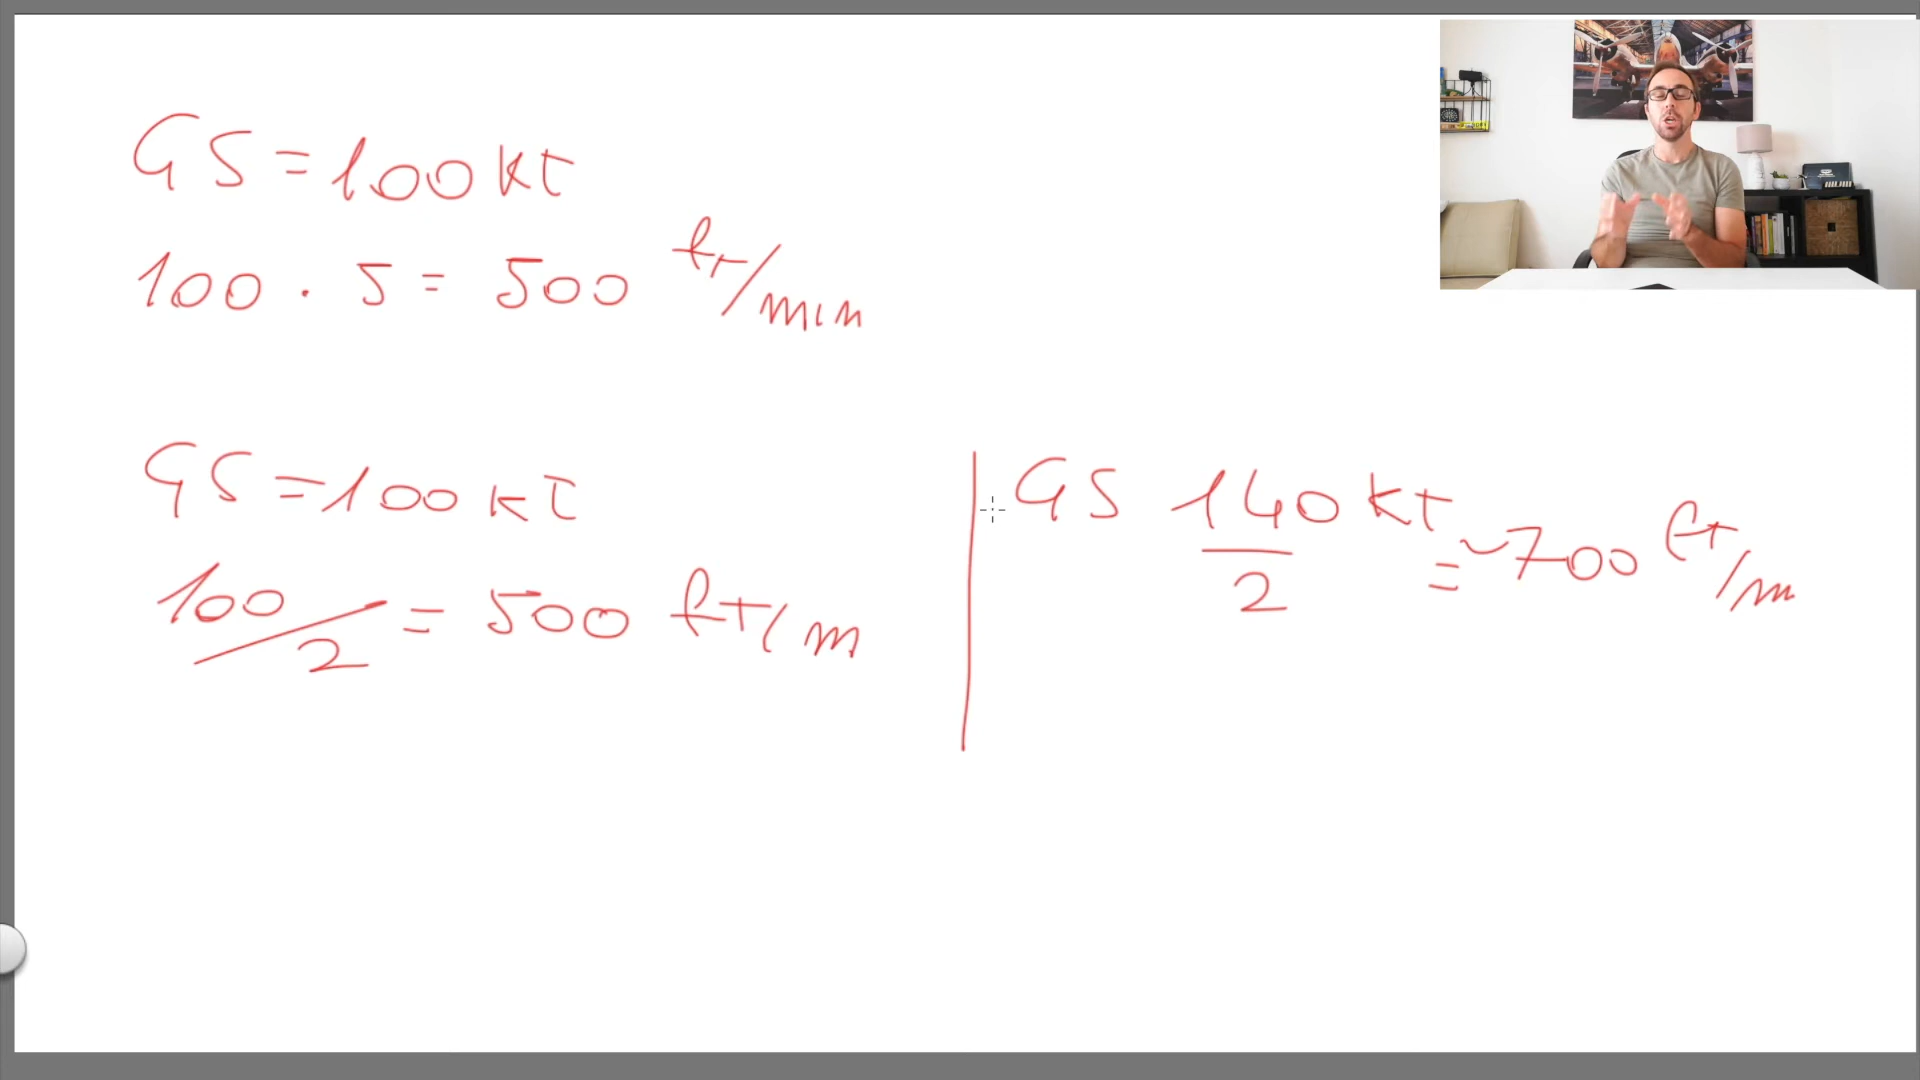 GS = 100 kt
100 · 5 = 500 ft/min
GS = 100 kt
100/2 = 500 ft/m
GS 140 kt
2 = ~700 ft/m